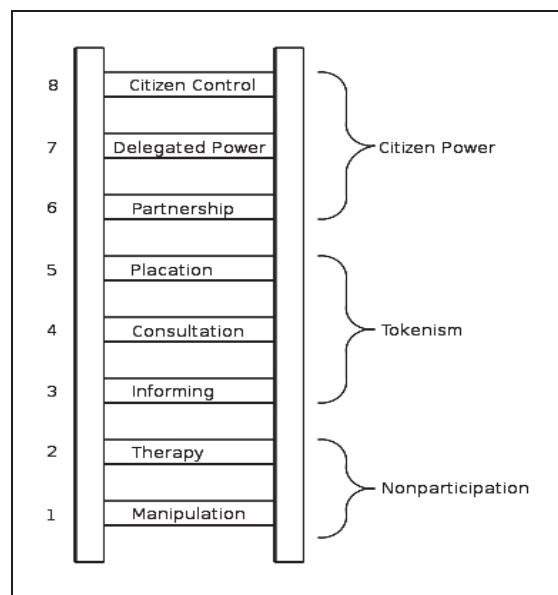 8 Citizen Control
7 Delegated Power Citizen Power
6 Partnership
5 Placation
4 Consultation Tokenism
3 Informing
2 Therapy
Nonparticipation
1 Manipulation